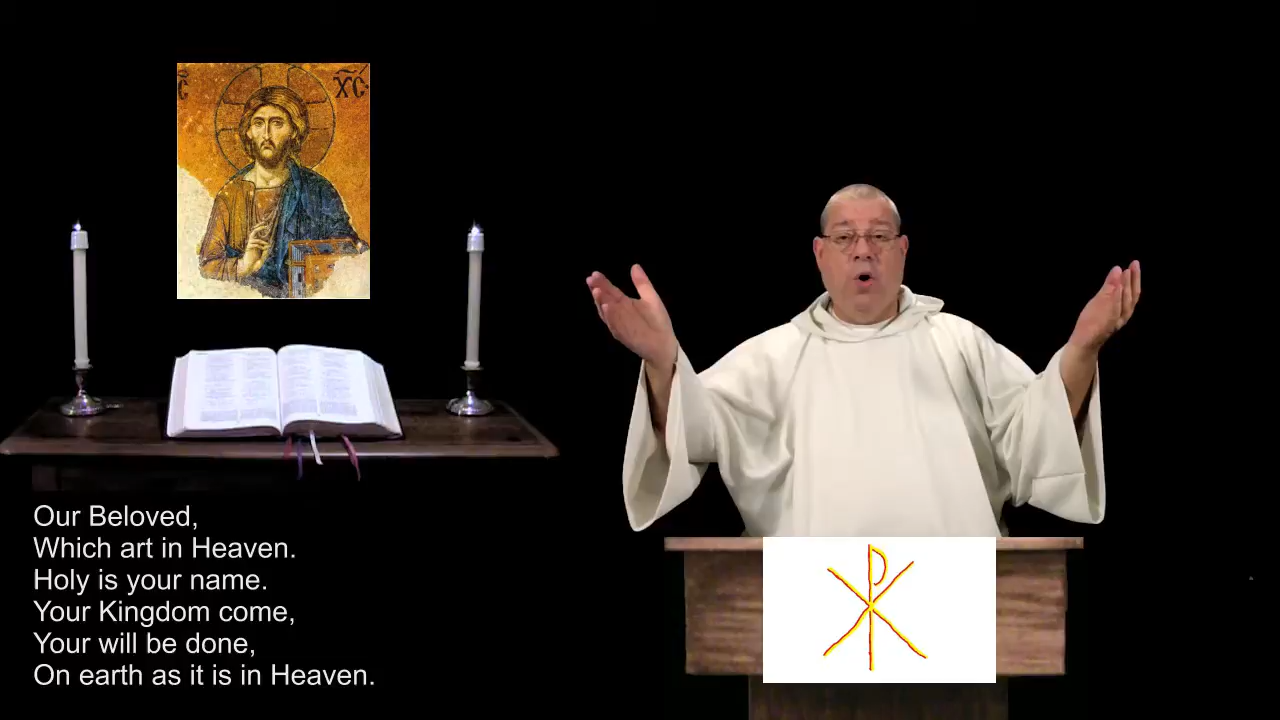 C
XC
Our Beloved,
Which art in Heaven.
Holy is your name.
Your Kingdom come,
Your will be done,
On earth as it is in Heaven.